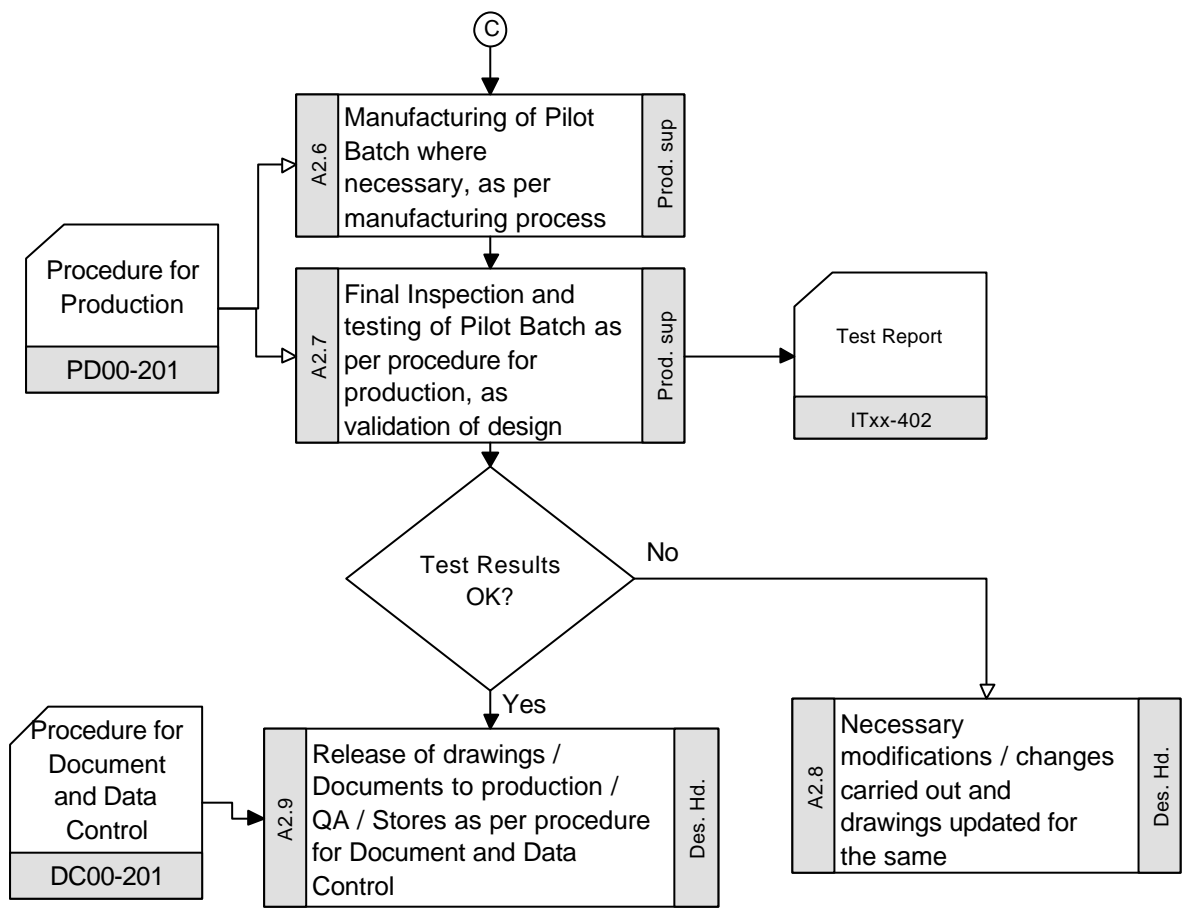 C
A2.6
Manufacturing of Pilot
Batch where
necessary, as per
manufacturing process
Prod. sup
Procedure for
Production
PD00-201
A2.7
Final Inspection and
testing of Pilot Batch as
per procedure for
production, as
validation of design
Prod. sup
Test Report
ITxx-402
Test Results
OK?
No
Yes
Procedure for
Document
and Data
Control
DC00-201
A2.9
Release of drawings /
Documents to production /
QA / Stores as per procedure
for Document and Data
Control
Des. Hd.
A2.8
Necessary
modifications / changes
carried out and
drawings updated for
the same
Des. Hd.